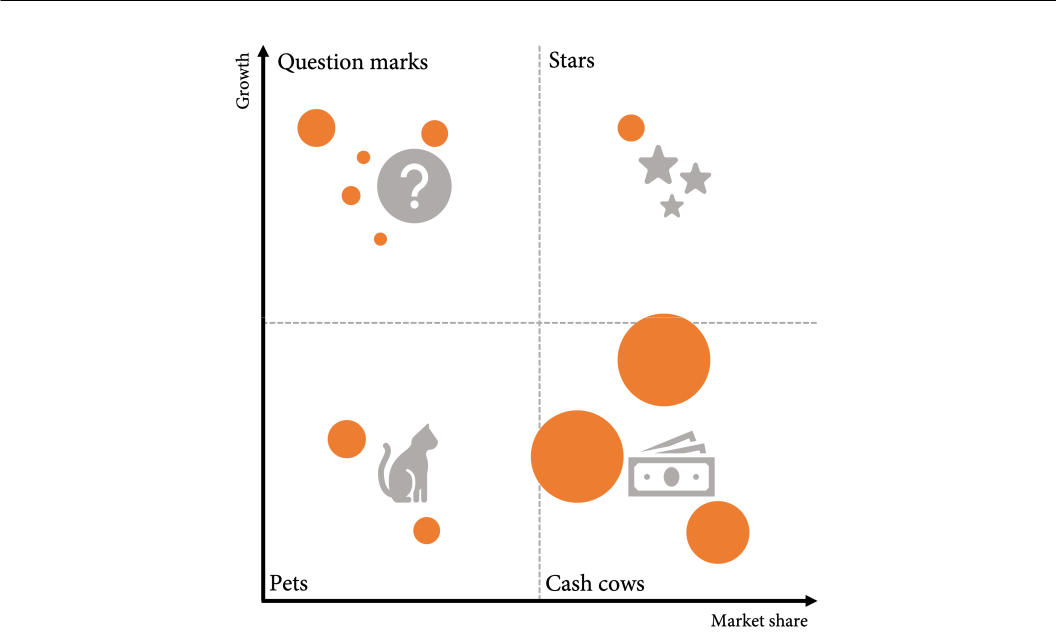 Growth
Question marks
Stars
?
Pets
Cash cows
Market share